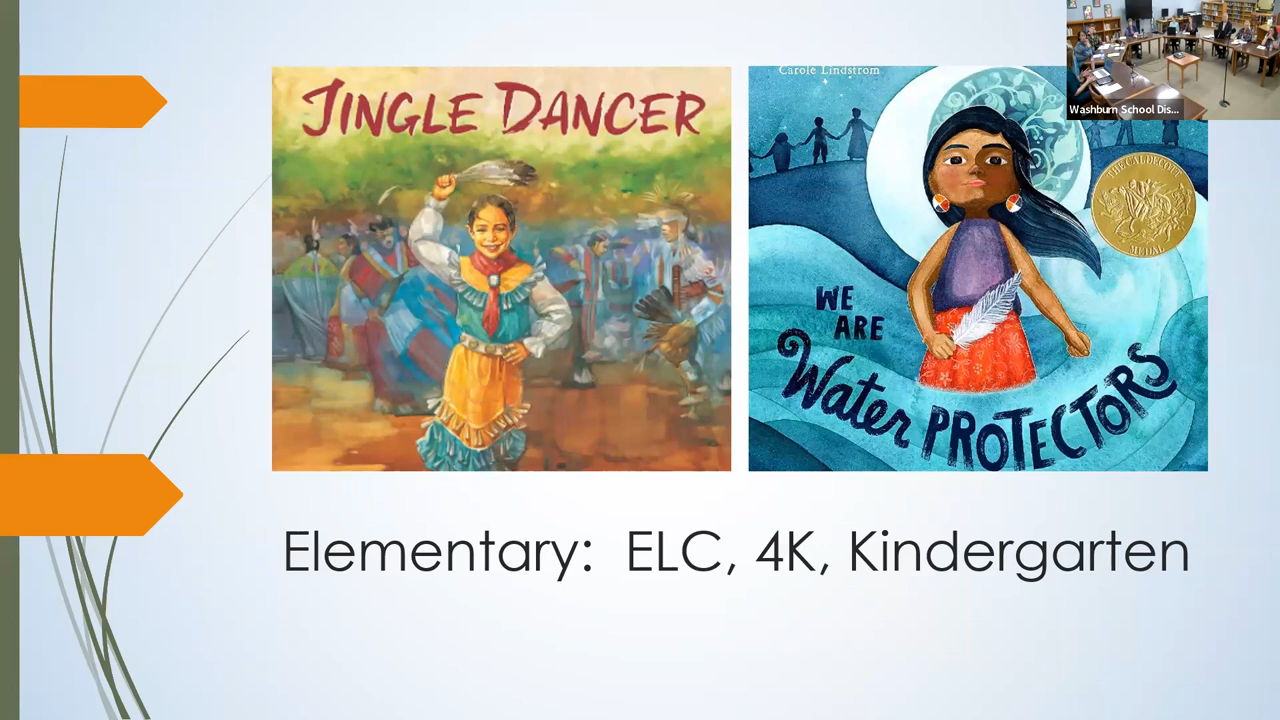 JINGLE DANCER
Carole Lindstrom
THE CALDECOTT
MEDAL
WE
ARE
Water PROTECTORS
Washburn School Dis...
Elementary: ELC, 4K, Kindergarten